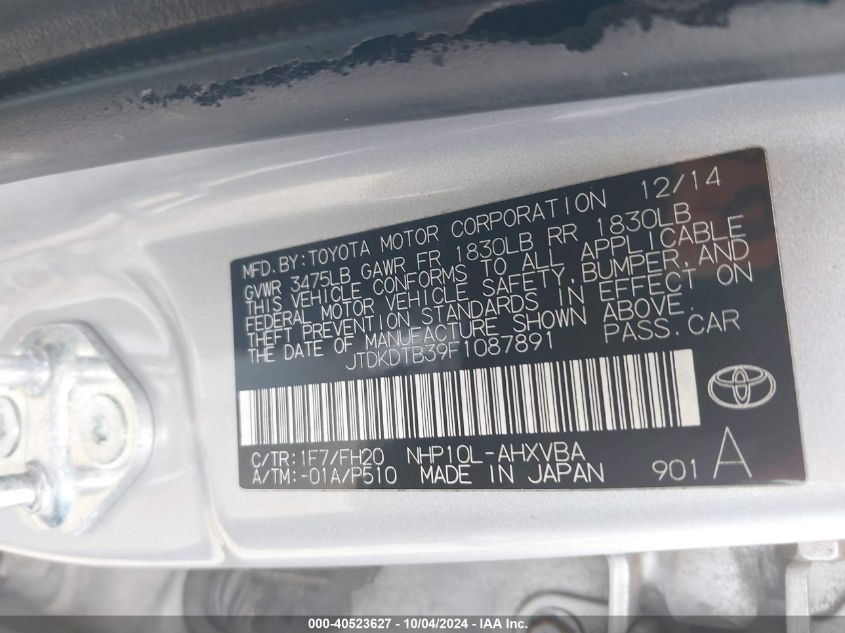 MFD. BY: TOYOTA MOTOR CORPORATION 12/14
GVWR 3475LB GAWR FR 1830LB RR 1830LB
THIS VEHICLE CONFORMS TO ALL APPLICABLE
FEDERAL MOTOR VEHICLE SAFETY, BUMPER, AND
THEFT PREVENTION STANDARDS IN EFFECT ON
THE DATE OF MANUFACTURE SHOWN ABOVE.
JTDKDTB39F1087891 PASS. CAR
C/TR: 1F7/FH20 NHP10L-AHXVBA
A/TM: -01A/P510 MADE IN JAPAN 901 A
000-40523627 - 10/04/2024 - IAA Inc.